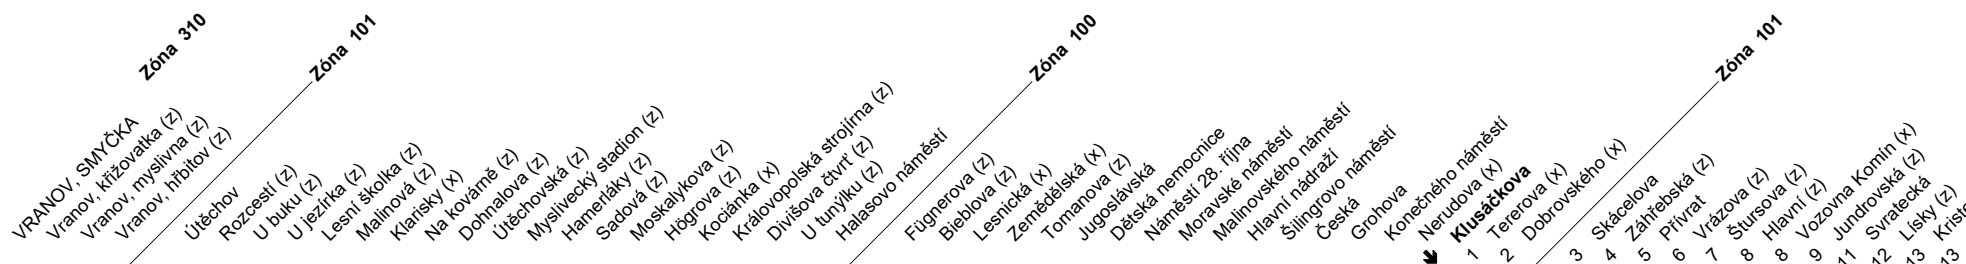 Zóna 310
VRANOV, SMYČKA
Vranov, křižovatka (z)
Vranov, myslivna (z)
Vranov, hřbitov (z)
Zóna 101
Útěchov
Rozcestí (z)
U buku (z)
U jezírka (z)
Lesní školka (z)
Malinová (z)
Klarisky (x)
Na kovárně (z)
Dohnalova (z)
Útěchovská (z)
Myslivecký stadion (z)
Hamerláky (z)
Sadová (z)
Moskalykova (z)
Högrova (z)
Kociánka (x)
Královopolská strojírna (z)
Divišova čtvrť (z)
U tunýlku (z)
Halasovo náměstí
Zóna 100
Fügnerova (z)
Bieblova (z)
Lesnická (x)
Zemědělská (x)
Tomanova (z)
Jugoslávská
Dětská nemocnice
Náměstí 28. října
Moravské náměstí
Malinovského náměstí
Hlavní nádraží
Šilingrovo náměstí
Česká
Grohova
Konečného náměstí
Nerudova (x)
Klusáčkova
1 Tererova (x)
2 Dobrovského (x)
Zóna 101
3 Skácelova
4 Záhřebská (z)
5 Přívrat
6 Vrázova (z)
7 Štursova (z)
8 Hlavní (z)
8 Vozovna Komín (x)
9 Jundrovská (z)
11 Svratecká
12 Lísky (z)
13
13